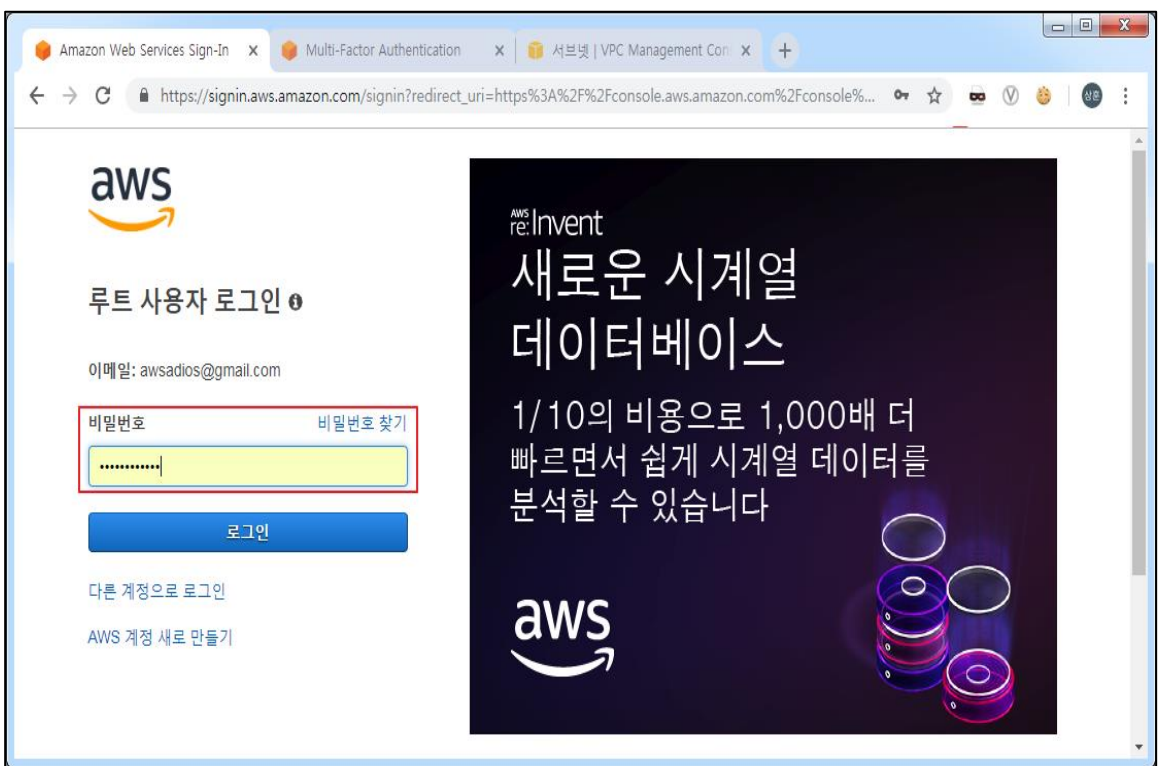 Amazon Web Services Sign-In
Multi-Factor Authentication
서브넷 | VPC Management Con
https://signin.aws.amazon.com/signin?redirect_uri=https%3A%2F%2Fconsole.aws.amazon.com%2Fconsole%...
상훈
aws
루트 사용자 로그인
이메일: awsadios@gmail.com
비밀번호 비밀번호 찾기
로그인
다른 계정으로 로그인
AWS 계정 새로 만들기
AWS
re:Invent
새로운 시계열
데이터베이스
1/10의 비용으로 1,000배 더
빠르면서 쉽게 시계열 데이터를
분석할 수 있습니다
aws